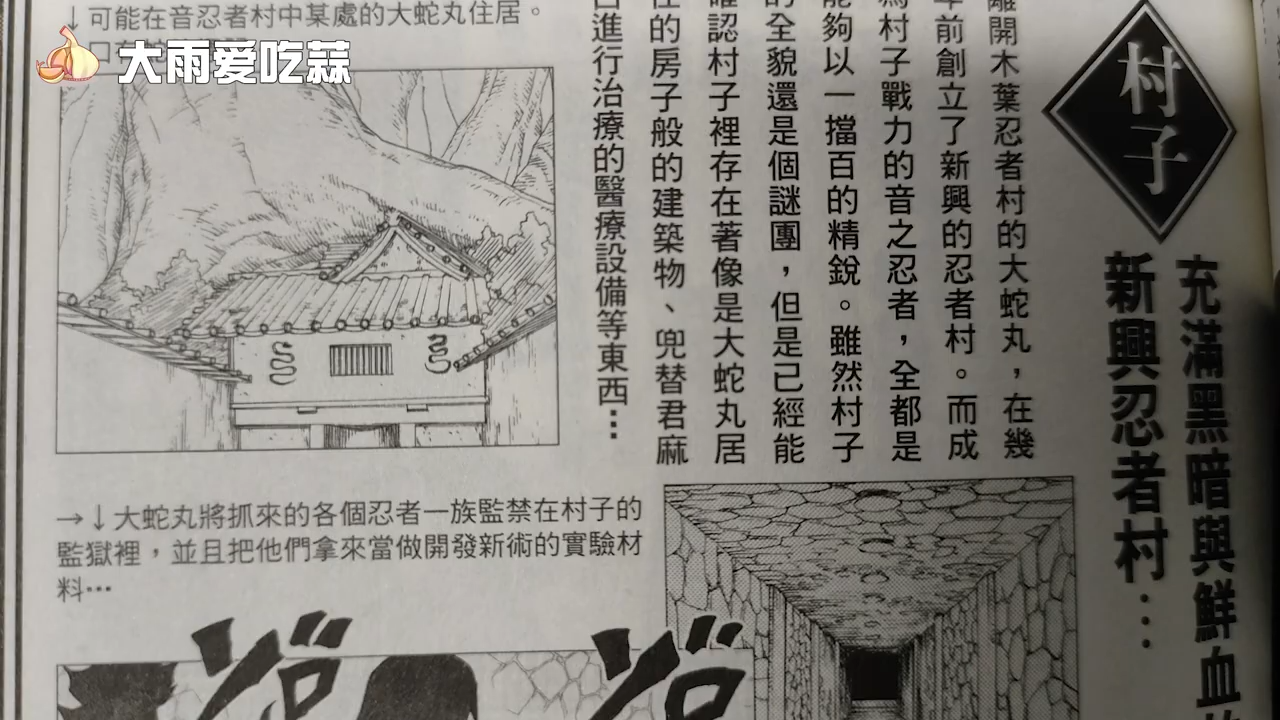 大雨爱吃蒜
村子
充滿黑暗與鮮血
新興忍者村…
離開木葉忍者村的大蛇丸，在幾
年前創立了新興的忍者村。而成
為村子戰力的音之忍者，全都是
能夠以一擋百的精銳。雖然村子
的全貌還是個謎團，但是已經能
確認村子裡存在著像是大蛇丸居
住的房子般的建築物、兜替君麻
進行治療的醫療設備等東西…
↓可能在音忍者村中某處的大蛇丸住居。
→↓大蛇丸將抓來的各個忍者一族監禁在村子的
監獄裡，並且把他們拿來當做開發新術的實驗材
料…